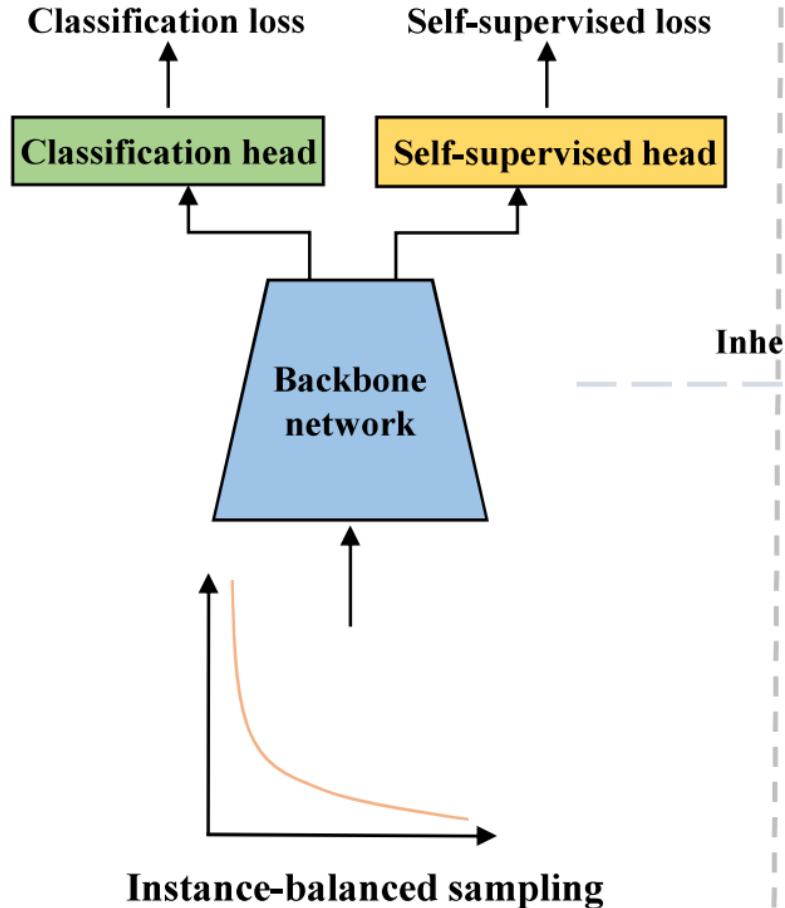 Classification loss
Self-supervised loss
Classification head
Self-supervised head
Inhe
Backbone
network
Instance-balanced sampling